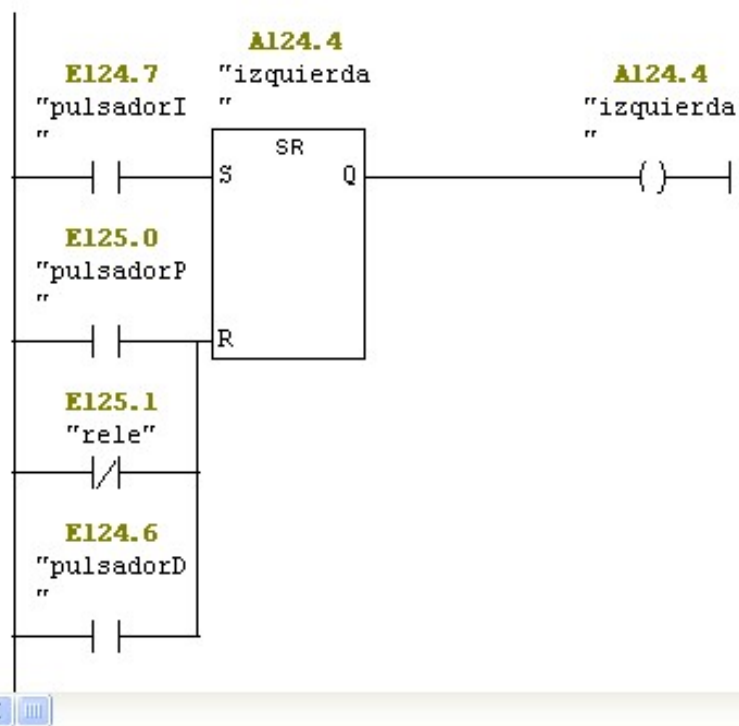 A124.4
"izquierda
"
E124.7
"pulsadorI
"
A124.4
"izquierda
"
SR
S
Q
E125.0
"pulsadorP
"
R
E125.1
"rele"
E124.6
"pulsadorD
"